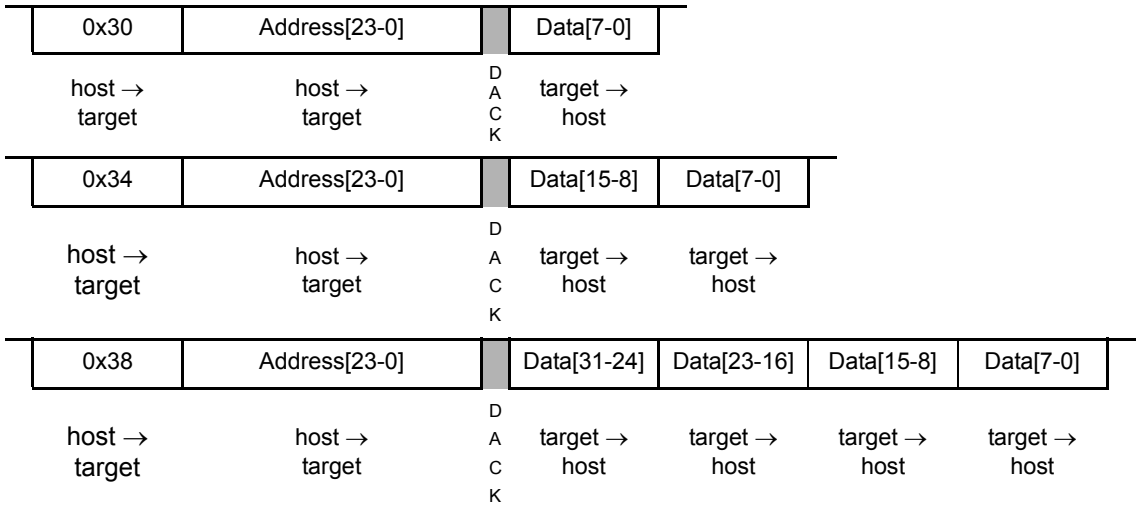 0x30 Address[23-0] Data[7-0]
host → target host → target D A C K target → host
0x34 Address[23-0] Data[15-8] Data[7-0]
host → target host → target D A C K target → host target → host
0x38 Address[23-0] Data[31-24] Data[23-16] Data[15-8] Data[7-0]
host → target host → target D A C K target → host target → host target → host target → host